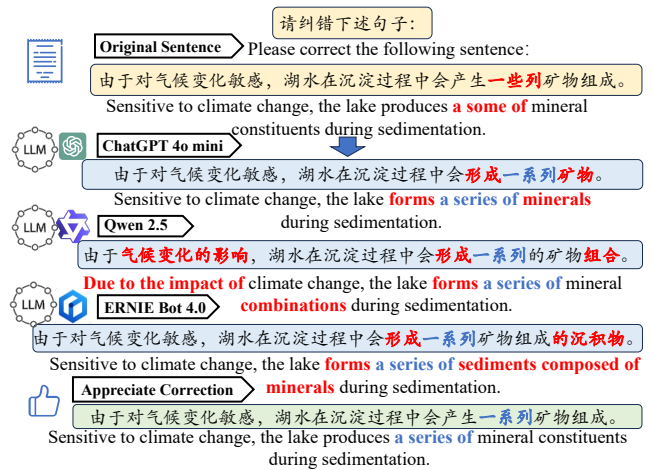 请纠错下述句子：
Original Sentence
Please correct the following sentence：
由于对气候变化敏感，湖水在沉淀过程中会产生一些列矿物组成。
Sensitive to climate change, the lake produces a some of mineral
constituents during sedimentation.
LLM
ChatGPT 4o mini
由于对气候变化敏感，湖水在沉淀过程中会形成一系列矿物。
Sensitive to climate change, the lake forms a series of minerals
during sedimentation.
LLM
Qwen 2.5
由于气候变化的影响，湖水在沉淀过程中会形成一系列的矿物组合。
Due to the impact of climate change, the lake forms a series of mineral
combinations during sedimentation.
LLM
ERNIE Bot 4.0
由于对气候变化敏感，湖水在沉淀过程中会形成一系列矿物组成的沉积物。
Sensitive to climate change, the lake forms a series of sediments composed of
minerals during sedimentation.
Appreciate Correction
由于对气候变化敏感，湖水在沉淀过程中会产生一系列矿物组成。
Sensitive to climate change, the lake produces a series of mineral constituents
during sedimentation.